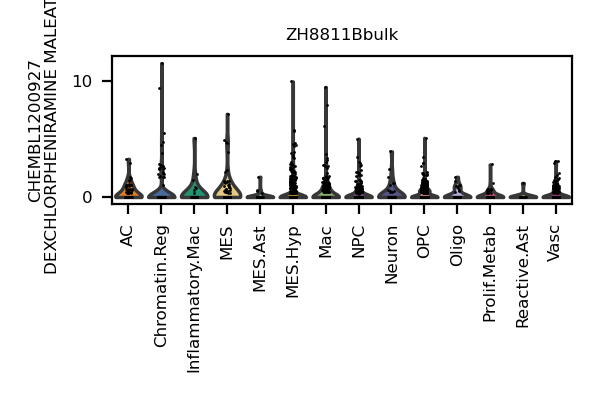 ZH8811Bbulk
CHEMBL1200927
DEXCHLORPHENIRAMINE MALEAT
10
0
AC
Chromatin.Reg
Inflammatory.Mac
MES
MES.Ast
MES.Hyp
Mac
NPC
Neuron
OPC
Oligo
Prolif.Metab
Reactive.Ast
Vasc